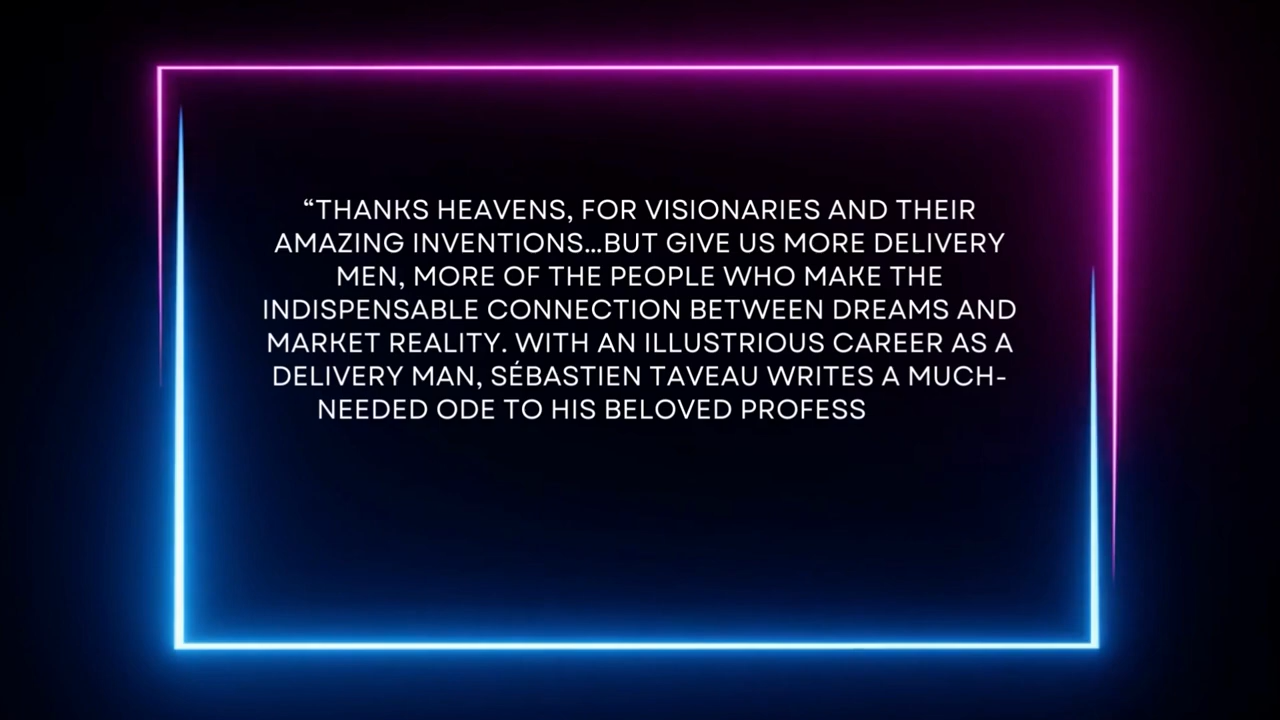 “THANKS HEAVENS, FOR VISIONARIES AND THEIR
AMAZING INVENTIONS...BUT GIVE US MORE DELIVERY
MEN, MORE OF THE PEOPLE WHO MAKE THE
INDISPENSABLE CONNECTION BETWEEN DREAMS AND
MARKET REALITY. WITH AN ILLUSTRIOUS CAREER AS A
DELIVERY MAN, SÉBASTIEN TAVEAU WRITES A MUCH-
NEEDED ODE TO HIS BELOVED PROFESS